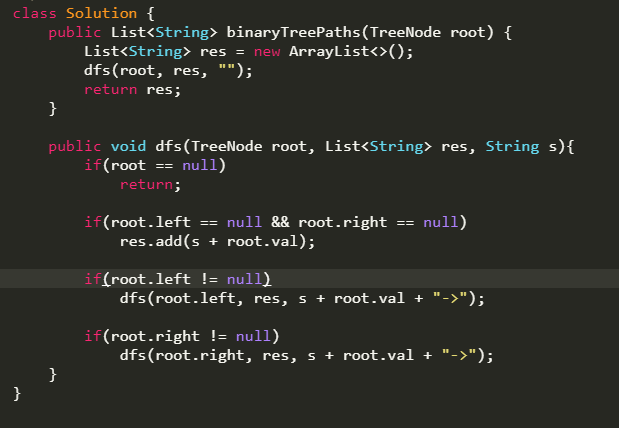 class Solution {
    public List<String> binaryTreePaths(TreeNode root) {
        List<String> res = new ArrayList<>();
        dfs(root, res, "");
        return res;
    }

    public void dfs(TreeNode root, List<String> res, String s){
        if(root == null)
            return;

        if(root.left == null && root.right == null)
            res.add(s + root.val);

        if(root.left != null)
            dfs(root.left, res, s + root.val + "->");

        if(root.right != null)
            dfs(root.right, res, s + root.val + "->");
    }
}